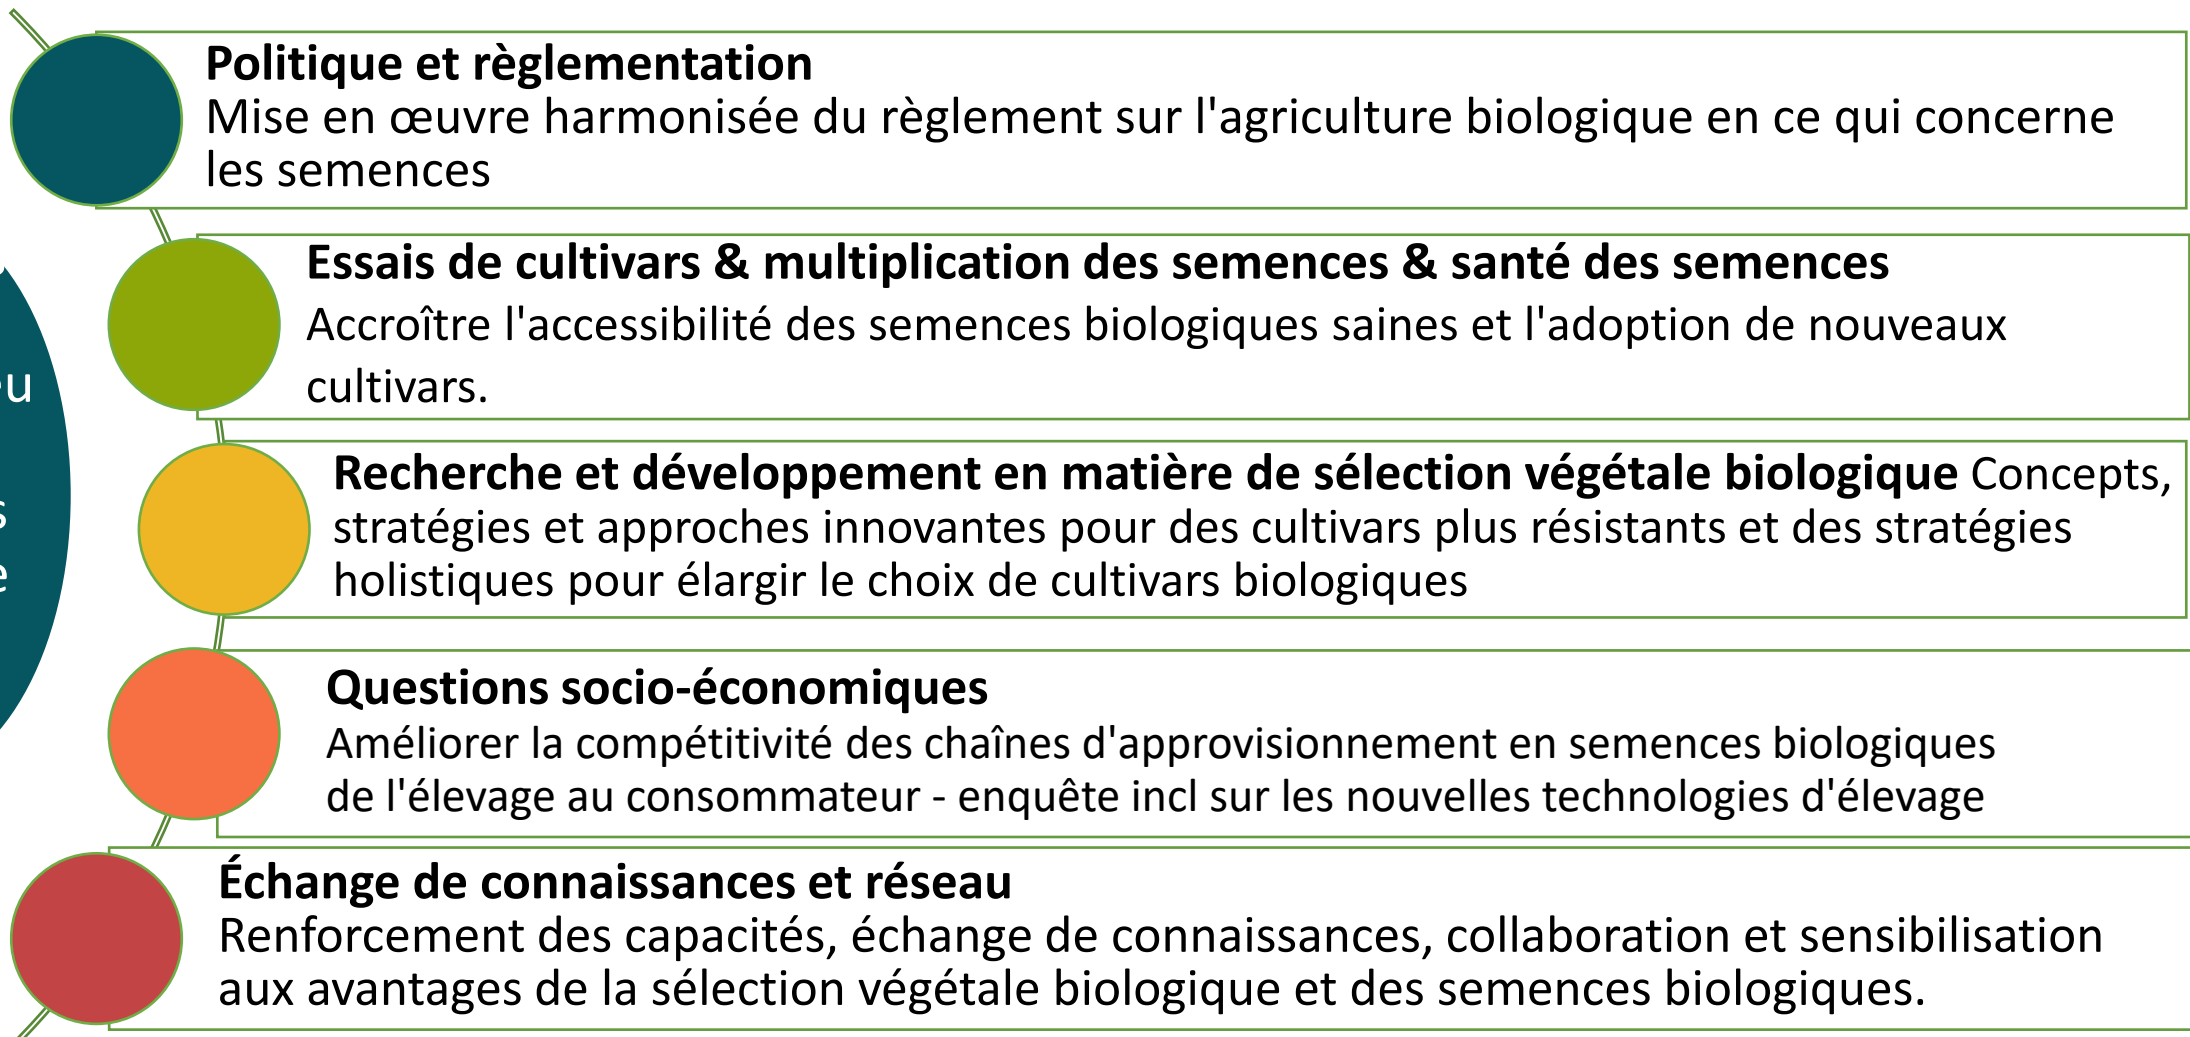 Politique et règlementation
Mise en œuvre harmonisée du règlement sur l'agriculture biologique en ce qui concerne
les semences
Essais de cultivars & multiplication des semences & santé des semences
Accroître l'accessibilité des semences biologiques saines et l'adoption de nouveaux
cultivars.
Recherche et développement en matière de sélection végétale biologique Concepts,
stratégies et approches innovantes pour des cultivars plus résistants et des stratégies
holistiques pour élargir le choix de cultivars biologiques
Questions socio-économiques
Améliorer la compétitivité des chaînes d'approvisionnement en semences biologiques
de l'élevage au consommateur - enquête incl sur les nouvelles technologies d'élevage
Échange de connaissances et réseau
Renforcement des capacités, échange de connaissances, collaboration et sensibilisation
aux avantages de la sélection végétale biologique et des semences biologiques.